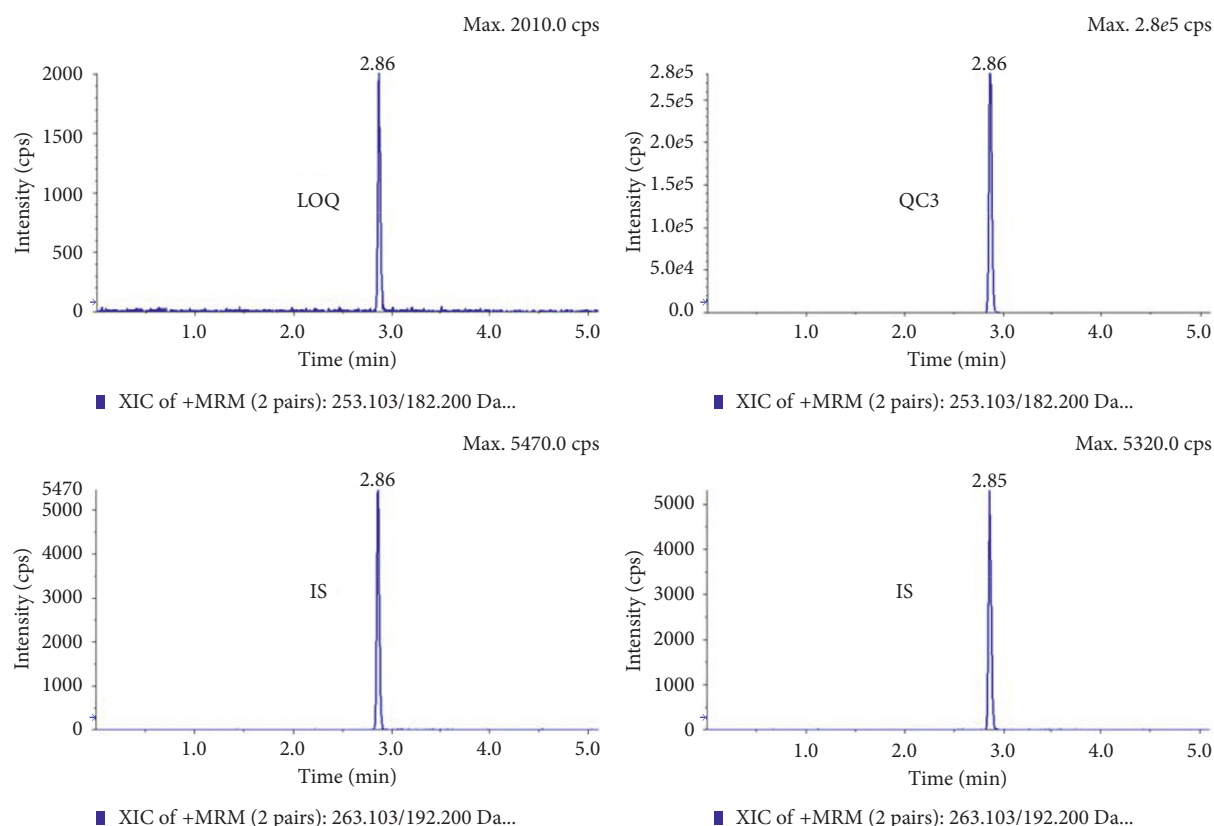 Max. 2010.0 cps
2.86
2000
1500
1000
500
0
Intensity (cps)
LOQ
1.0 2.0 3.0 4.0 5.0
Time (min)
XIC of +MRM (2 pairs): 253.103/182.200 Da...
Max. 2.8e5 cps
2.86
2.8e5
2.5e5
2.0e5
1.5e5
1.0e5
5.0e4
0.0
Intensity (cps)
QC3
1.0 2.0 3.0 4.0 5.0
Time (min)
XIC of +MRM (2 pairs): 253.103/182.200 Da...
Max. 5470.0 cps
2.86
5470
5000
4000
3000
2000
1000
0
Intensity (cps)
IS
1.0 2.0 3.0 4.0 5.0
Time (min)
XIC of +MRM (2 pairs): 263.103/192.200 Da...
Max. 5320.0 cps
2.85
5000
4000
3000
2000
1000
0
Intensity (cps)
IS
1.0 2.0 3.0 4.0 5.0
Time (min)
XIC of +MRM (2 pairs): 263.103/192.200 Da...